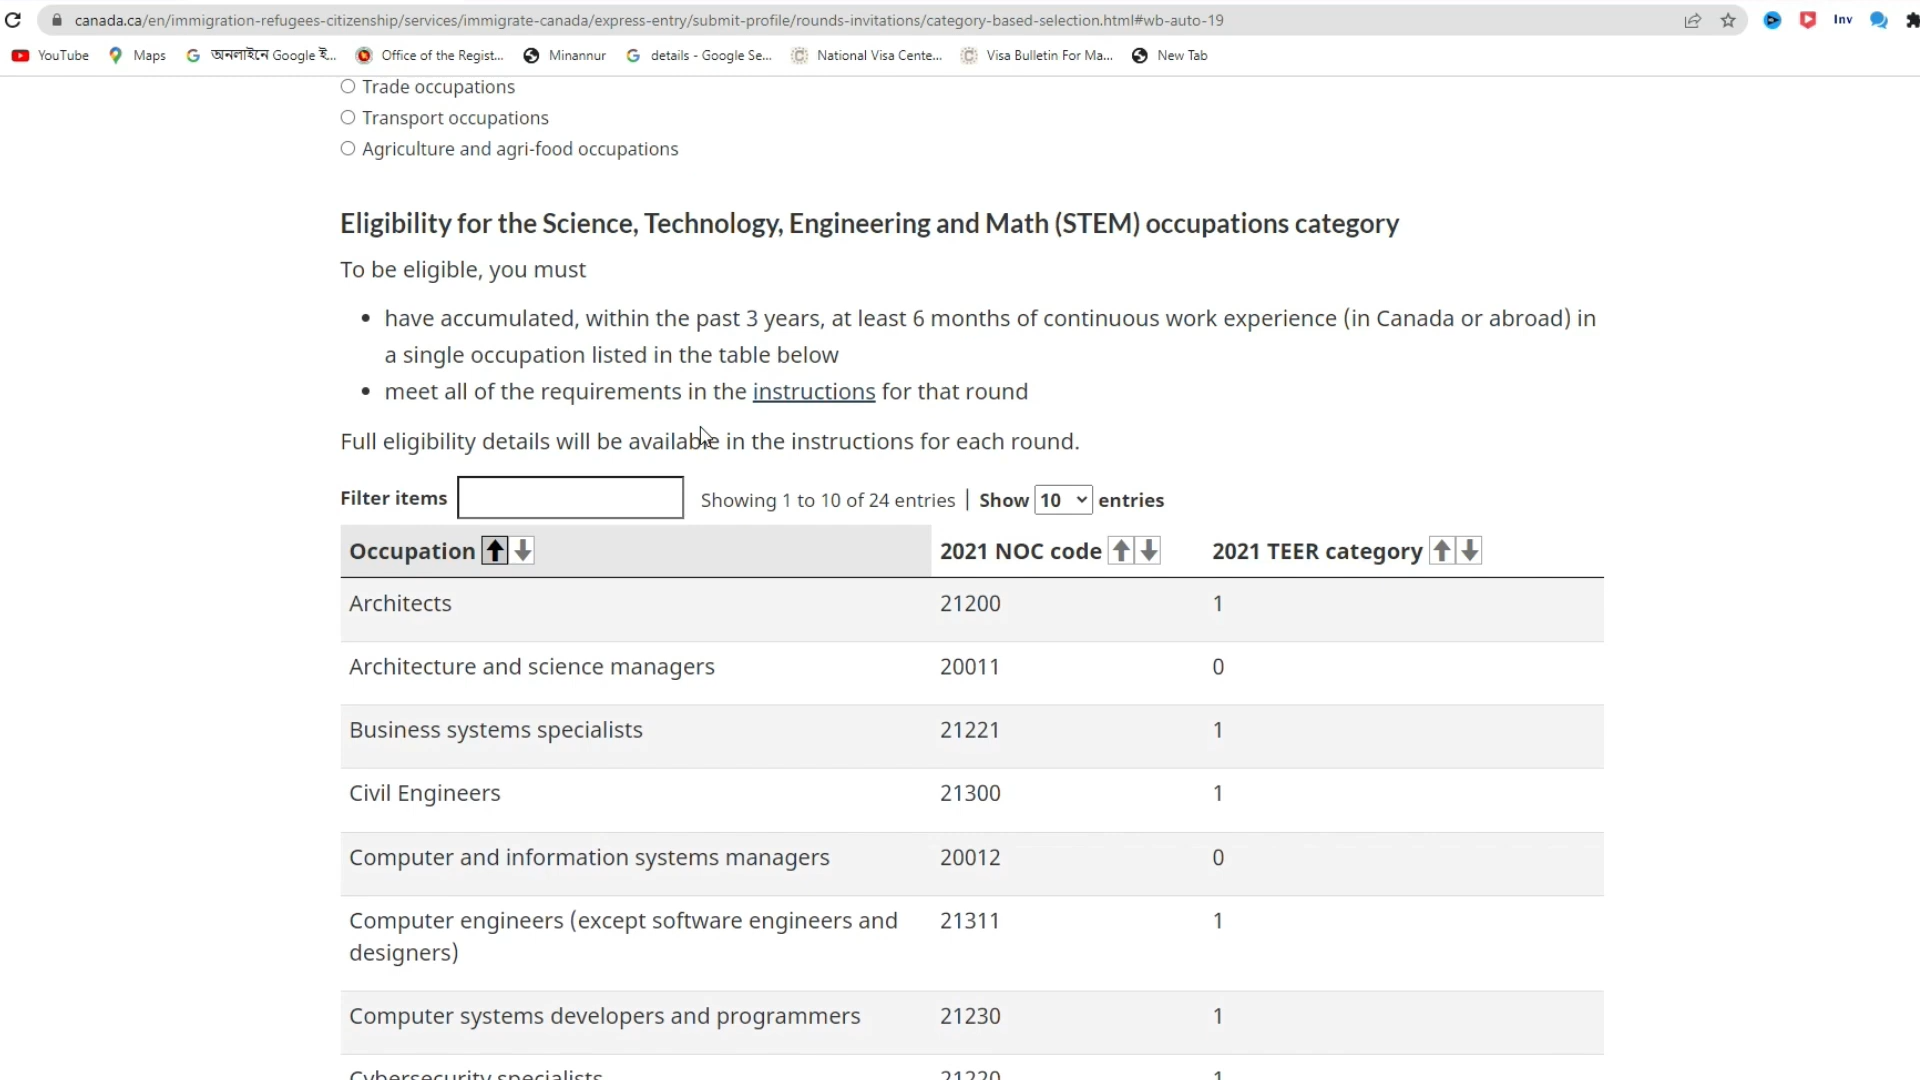 canada.ca/en/immigration-refugees-citizenship/services/immigrate-canada/express-entry/submit-profile/rounds-invitations/category-based-selection.html#wb-auto-19
Inv
YouTube Maps অনলাইনে Google ই... Office of the Regist... Minannur details - Google Se... National Visa Cente... Visa Bulletin For Ma... New Tab
Trade occupations
Transport occupations
Agriculture and agri-food occupations
Eligibility for the Science, Technology, Engineering and Math (STEM) occupations category
To be eligible, you must
have accumulated, within the past 3 years, at least 6 months of continuous work experience (in Canada or abroad) in
a single occupation listed in the table below
meet all of the requirements in the instructions for that round
Full eligibility details will be available in the instructions for each round.
Filter items Showing 1 to 10 of 24 entries | Show 10 entries
Occupation 2021 NOC code 2021 TEER category
Architects 21200 1
Architecture and science managers 20011 0
Business systems specialists 21221 1
Civil Engineers 21300 1
Computer and information systems managers 20012 0
Computer engineers (except software engineers and 21311 1
designers)
Computer systems developers and programmers 21230 1
Cybersecurity specialists 21220 1